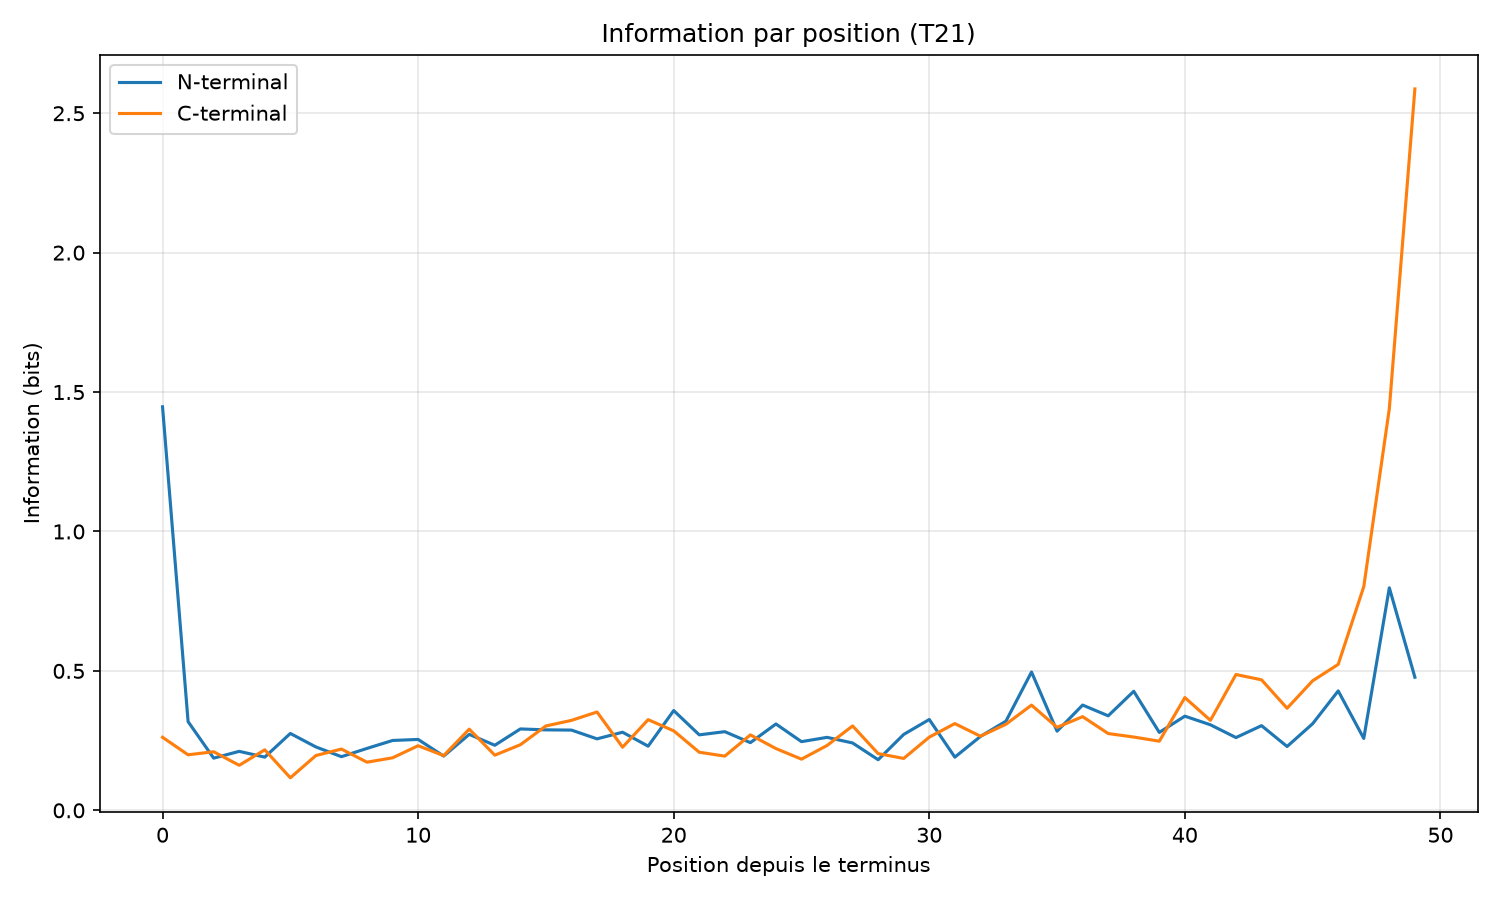 Information par position (T21)
N-terminal
C-terminal
2.5
2.0
1.5
1.0
0.5
0.0
Information (bits)
0 10 20 30 40 50
Position depuis le terminus